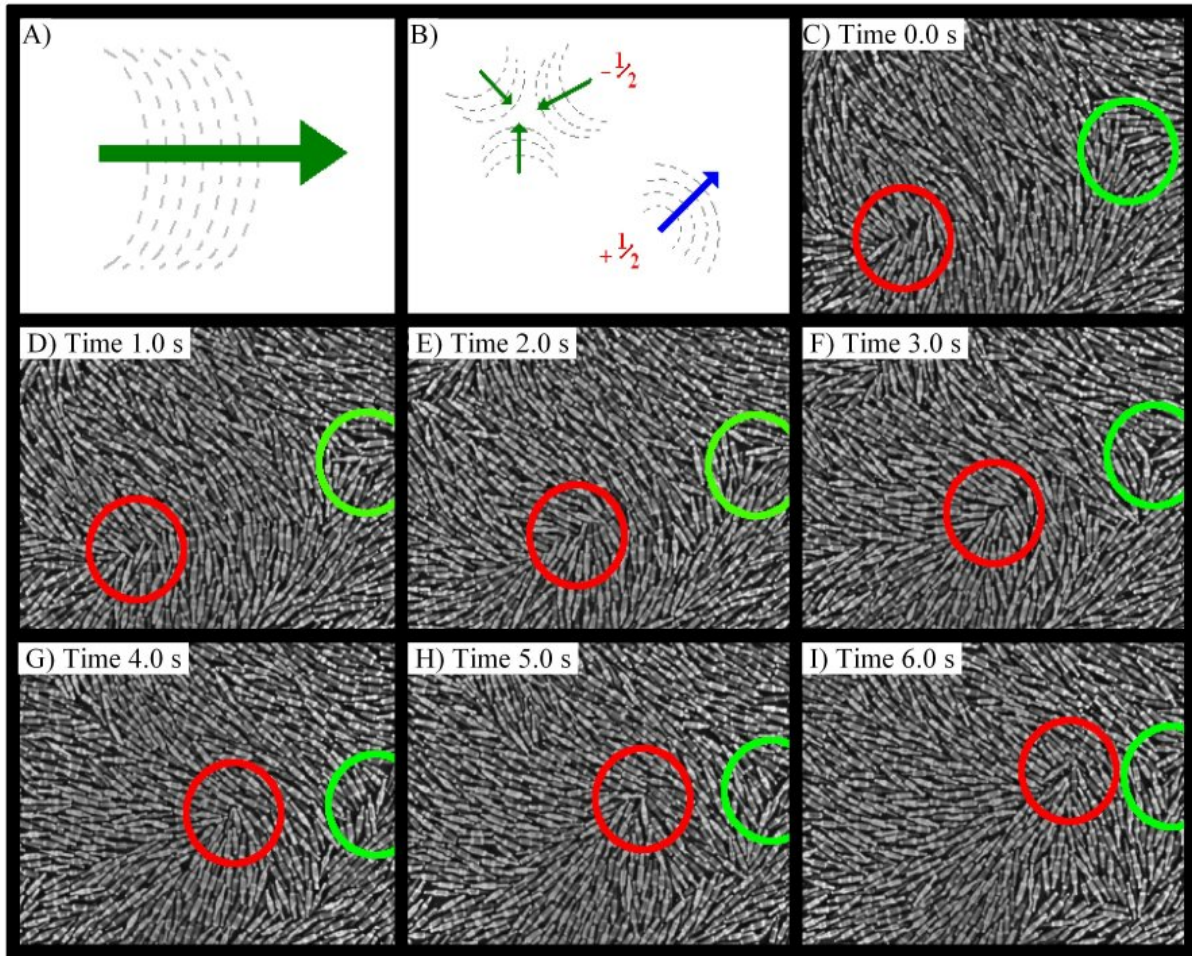 A)
B)
- 1/2
+ 1/2
C) Time 0.0 s
D) Time 1.0 s
E) Time 2.0 s
F) Time 3.0 s
G) Time 4.0 s
H) Time 5.0 s
I) Time 6.0 s